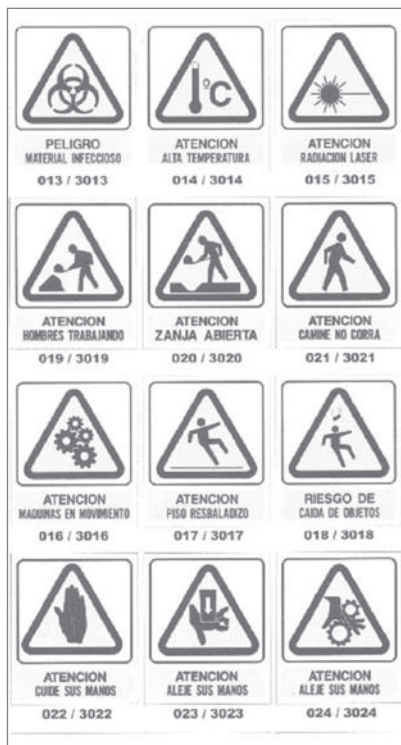 °C
PELIGRO
MATERIAL INFECCIOSO
013 / 3013
ATENCION
ALTA TEMPERATURA
014 / 3014
ATENCION
RADIACION LASER
015 / 3015
ATENCION
HOMBRES TRABAJANDO
019 / 3019
ATENCION
ZANJA ABIERTA
020 / 3020
ATENCION
CAMINE NO CORRA
021 / 3021
ATENCION
MAQUINAS EN MOVIMIENTO
016 / 3016
ATENCION
PISO RESBALADIZO
017 / 3017
RIESGO DE
CAIDA DE OBJETOS
018 / 3018
ATENCION
CUIDE SUS MANOS
022 / 3022
ATENCION
ALEJE SUS MANOS
023 / 3023
ATENCION
ALEJE SUS MANOS
024 / 3024